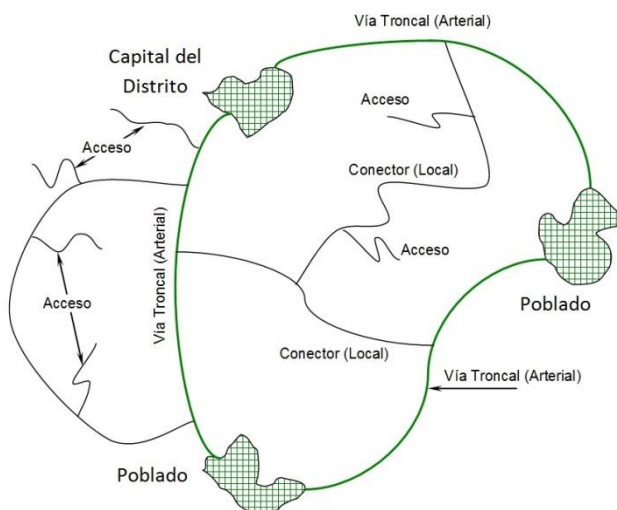 Vía Troncal (Arterial)
Capital del
Distrito
Acceso
Acceso
Conector (Local)
Vía Troncal (Arterial)
Acceso
Acceso
Poblado
Conector (Local)
Vía Troncal (Arterial)
Poblado